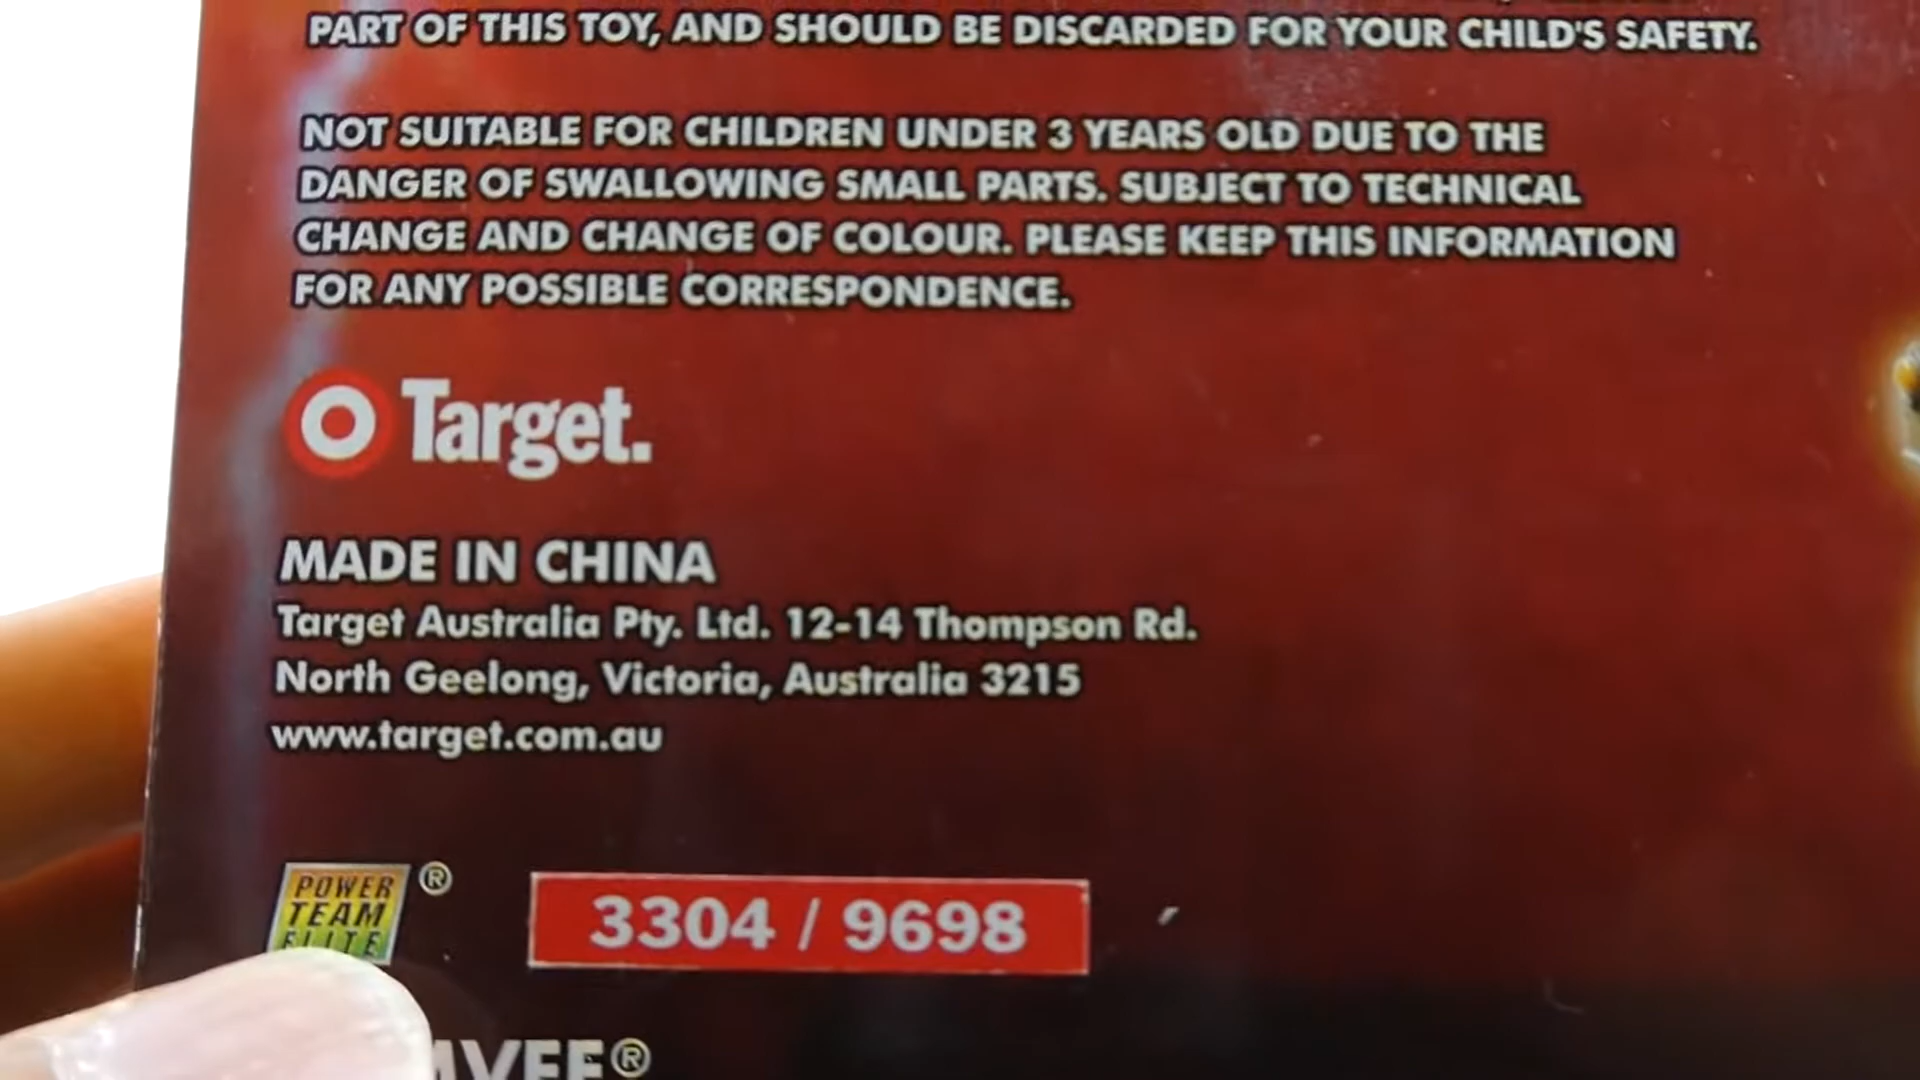 PART OF THIS TOY, AND SHOULD BE DISCARDED FOR YOUR CHILD'S SAFETY.
NOT SUITABLE FOR CHILDREN UNDER 3 YEARS OLD DUE TO THE
DANGER OF SWALLOWING SMALL PARTS. SUBJECT TO TECHNICAL
CHANGE AND CHANGE OF COLOUR. PLEASE KEEP THIS INFORMATION
FOR ANY POSSIBLE CORRESPONDENCE.
Target.
MADE IN CHINA
Target Australia Pty. Ltd. 12-14 Thompson Rd.
North Geelong, Victoria, Australia 3215
www.target.com.au
POWER
TEAM
ELITE
®
3304 / 9698